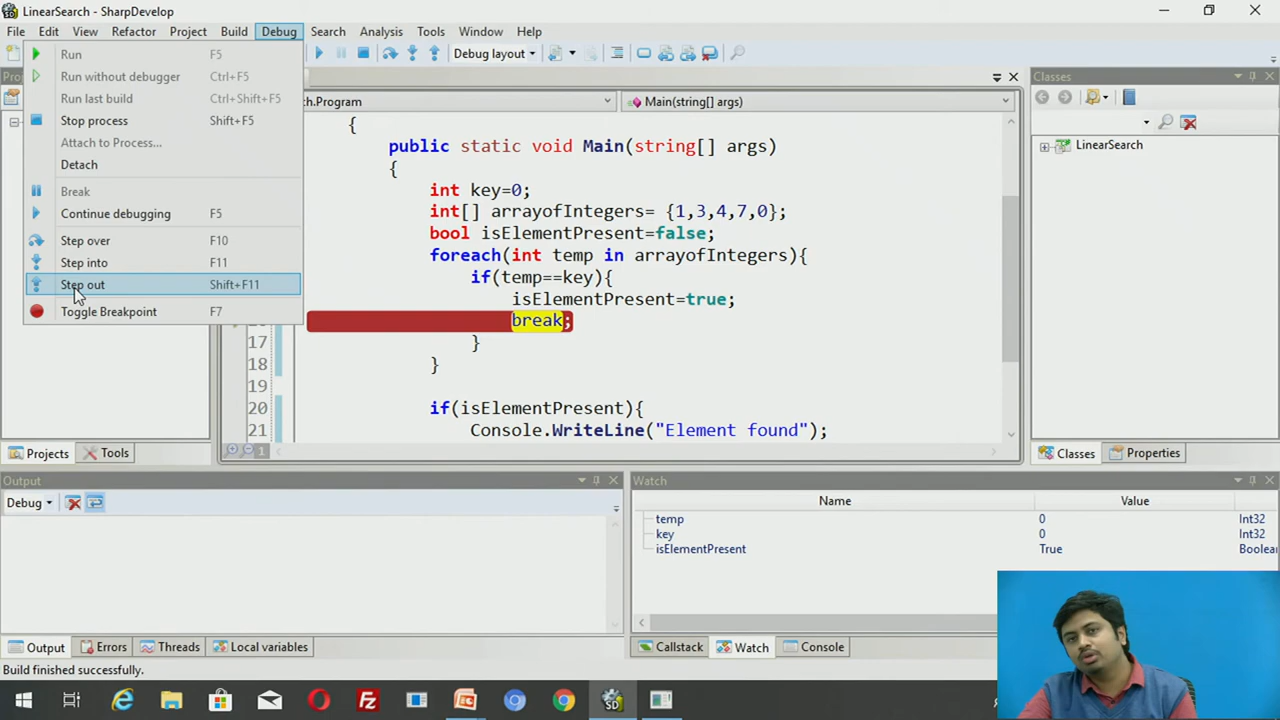 LinearSearch - SharpDevelop
File Edit View Refactor Project Build Debug Search Analysis Tools Window Help
Debug layout
Run F5
Run without debugger Ctrl+F5
Run last build Ctrl+Shift+F5
Stop process Shift+F5
Attach to Process...
Detach
Break
Continue debugging F5
Step over F10
Step into F11
Step out Shift+F11
Toggle Breakpoint F7
ch.Program
Main(string[] args)
{
public static void Main(string[] args)
{
int key=0;
int[] arrayofIntegers= {1,3,4,7,0};
bool isElementPresent=false;
foreach(int temp in arrayofIntegers){
if(temp==key){
isElementPresent=true;
break;
17 }
18 }
19
20 if(isElementPresent){
21 Console.WriteLine("Element found");
1
Projects Tools
Classes
LinearSearch
Classes Properties
Output
Debug
Watch
Name Value
temp 0 Int32
key 0 Int32
isElementPresent True Boolea
Output Errors Threads Local variables
Callstack Watch Console
Build finished successfully.